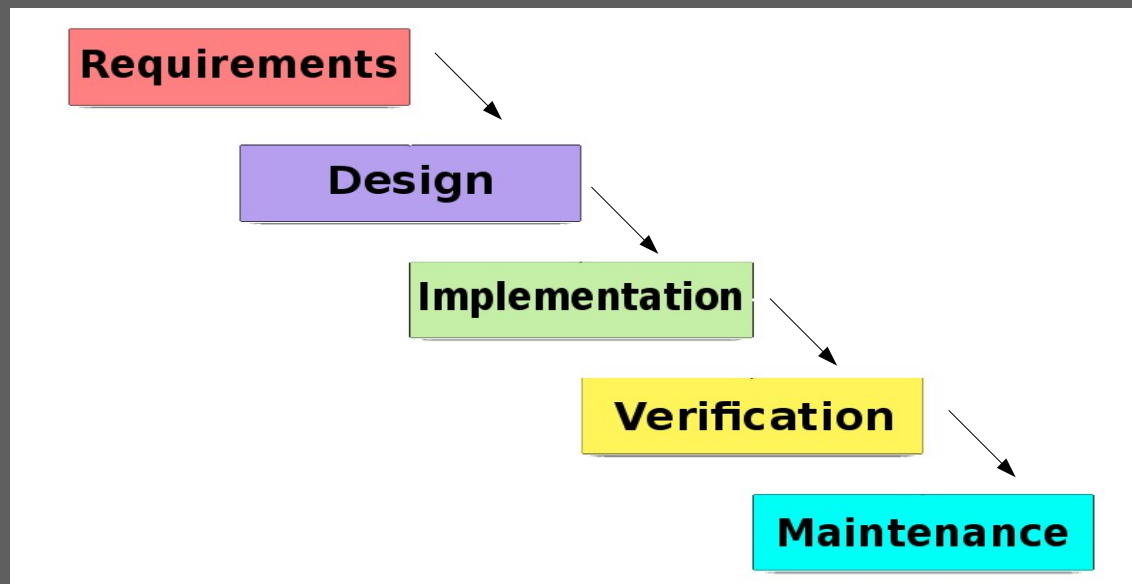 Requirements
Design
Implementation
Verification
Maintenance